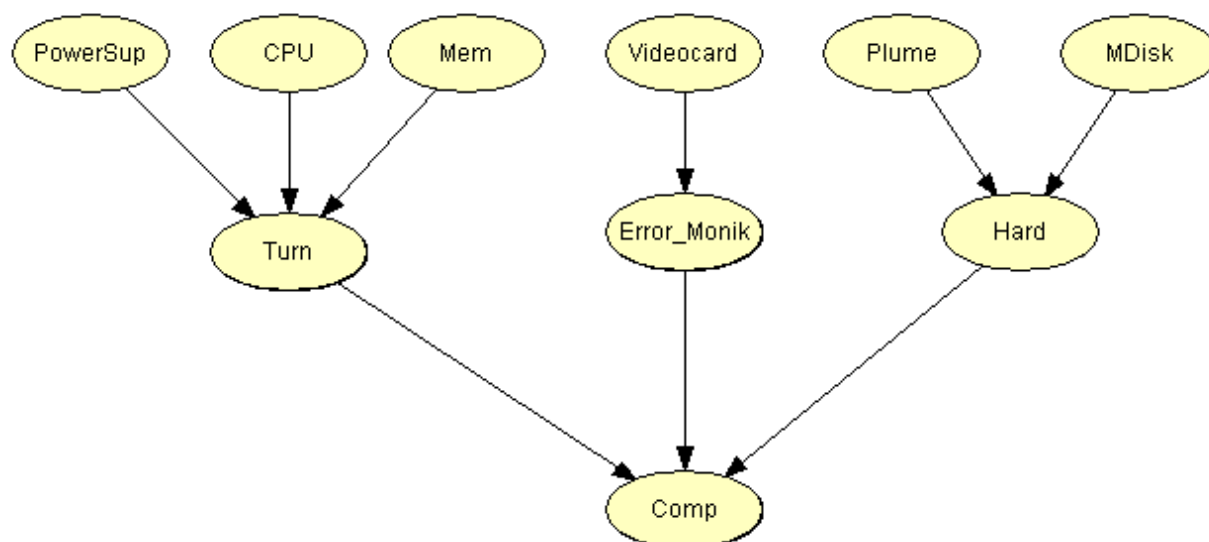 PowerSup
CPU
Mem
Videocard
Plume
MDisk
Turn
Error_Monik
Hard
Comp